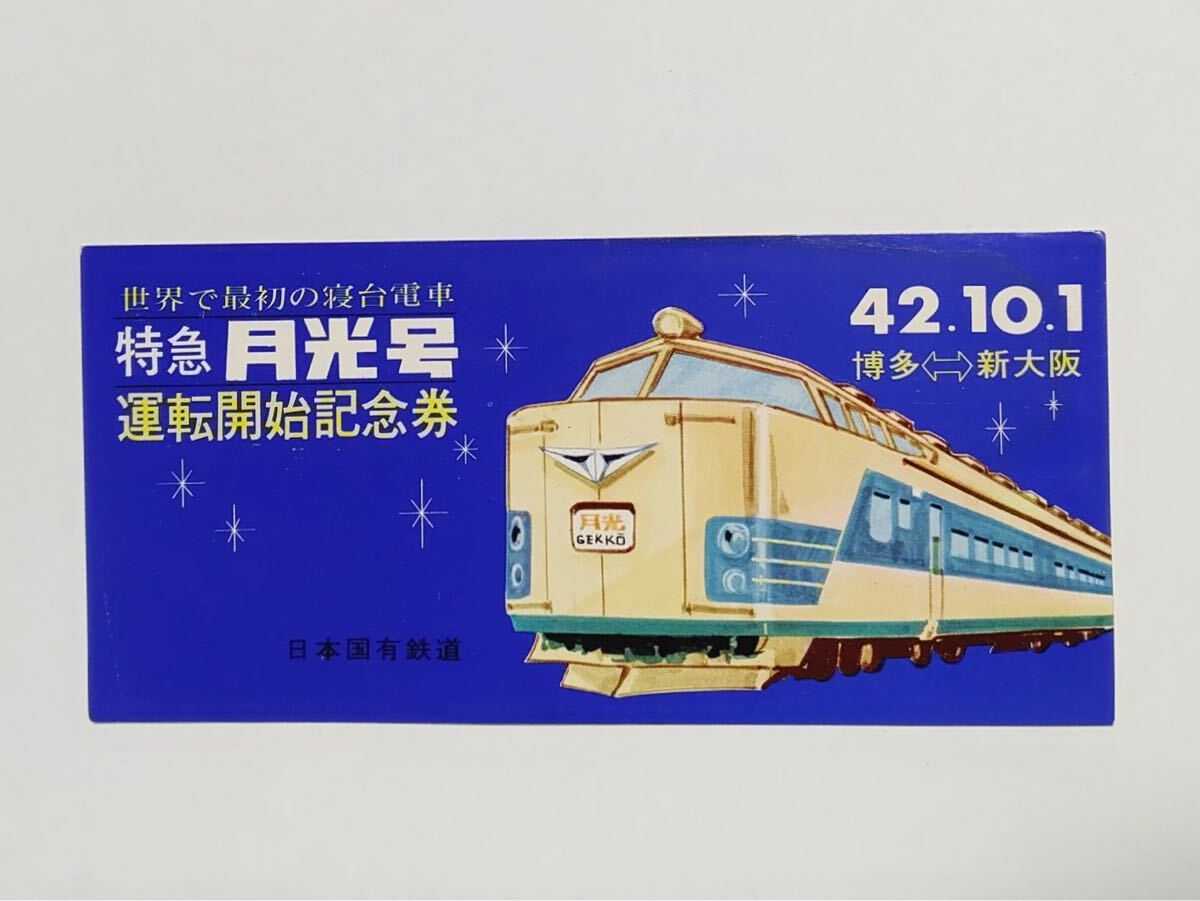 世界で最初の寝台電車
特急 月光号
運転開始記念券
42.10.1
博多⇔新大阪
月光
GEKKŌ
日本国有鉄道